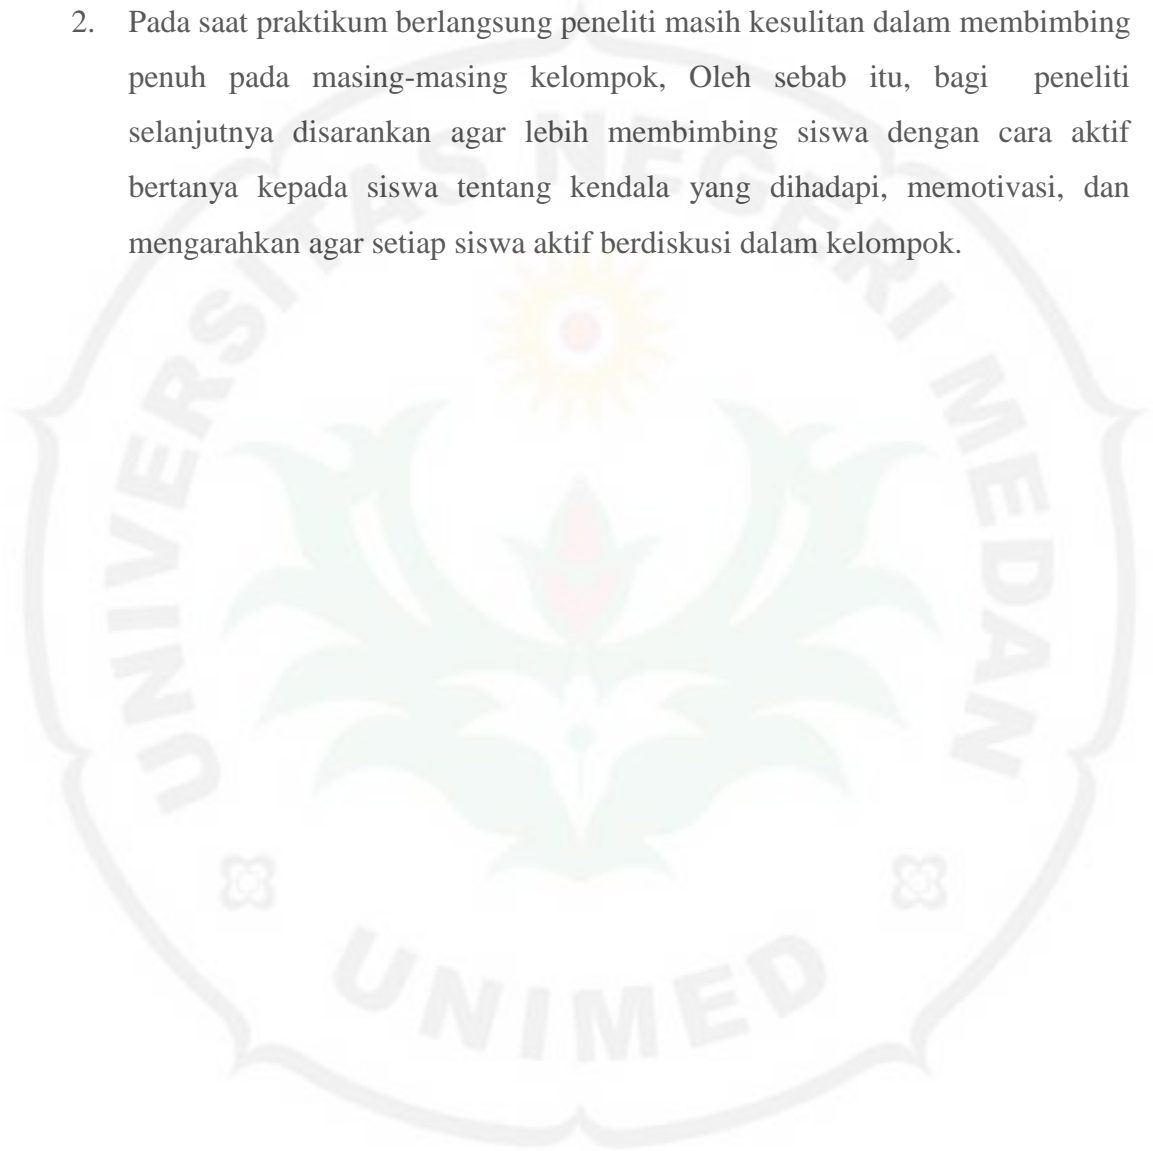 2. Pada saat praktikum berlangsung peneliti masih kesulitan dalam membimbing
penuh pada masing-masing kelompok, Oleh sebab itu, bagi peneliti
selanjutnya disarankan agar lebih membimbing siswa dengan cara aktif
bertanya kepada siswa tentang kendala yang dihadapi, memotivasi, dan
mengarahkan agar setiap siswa aktif berdiskusi dalam kelompok.
UNIVERSITAS NEGERI MEDAN
UNIMED